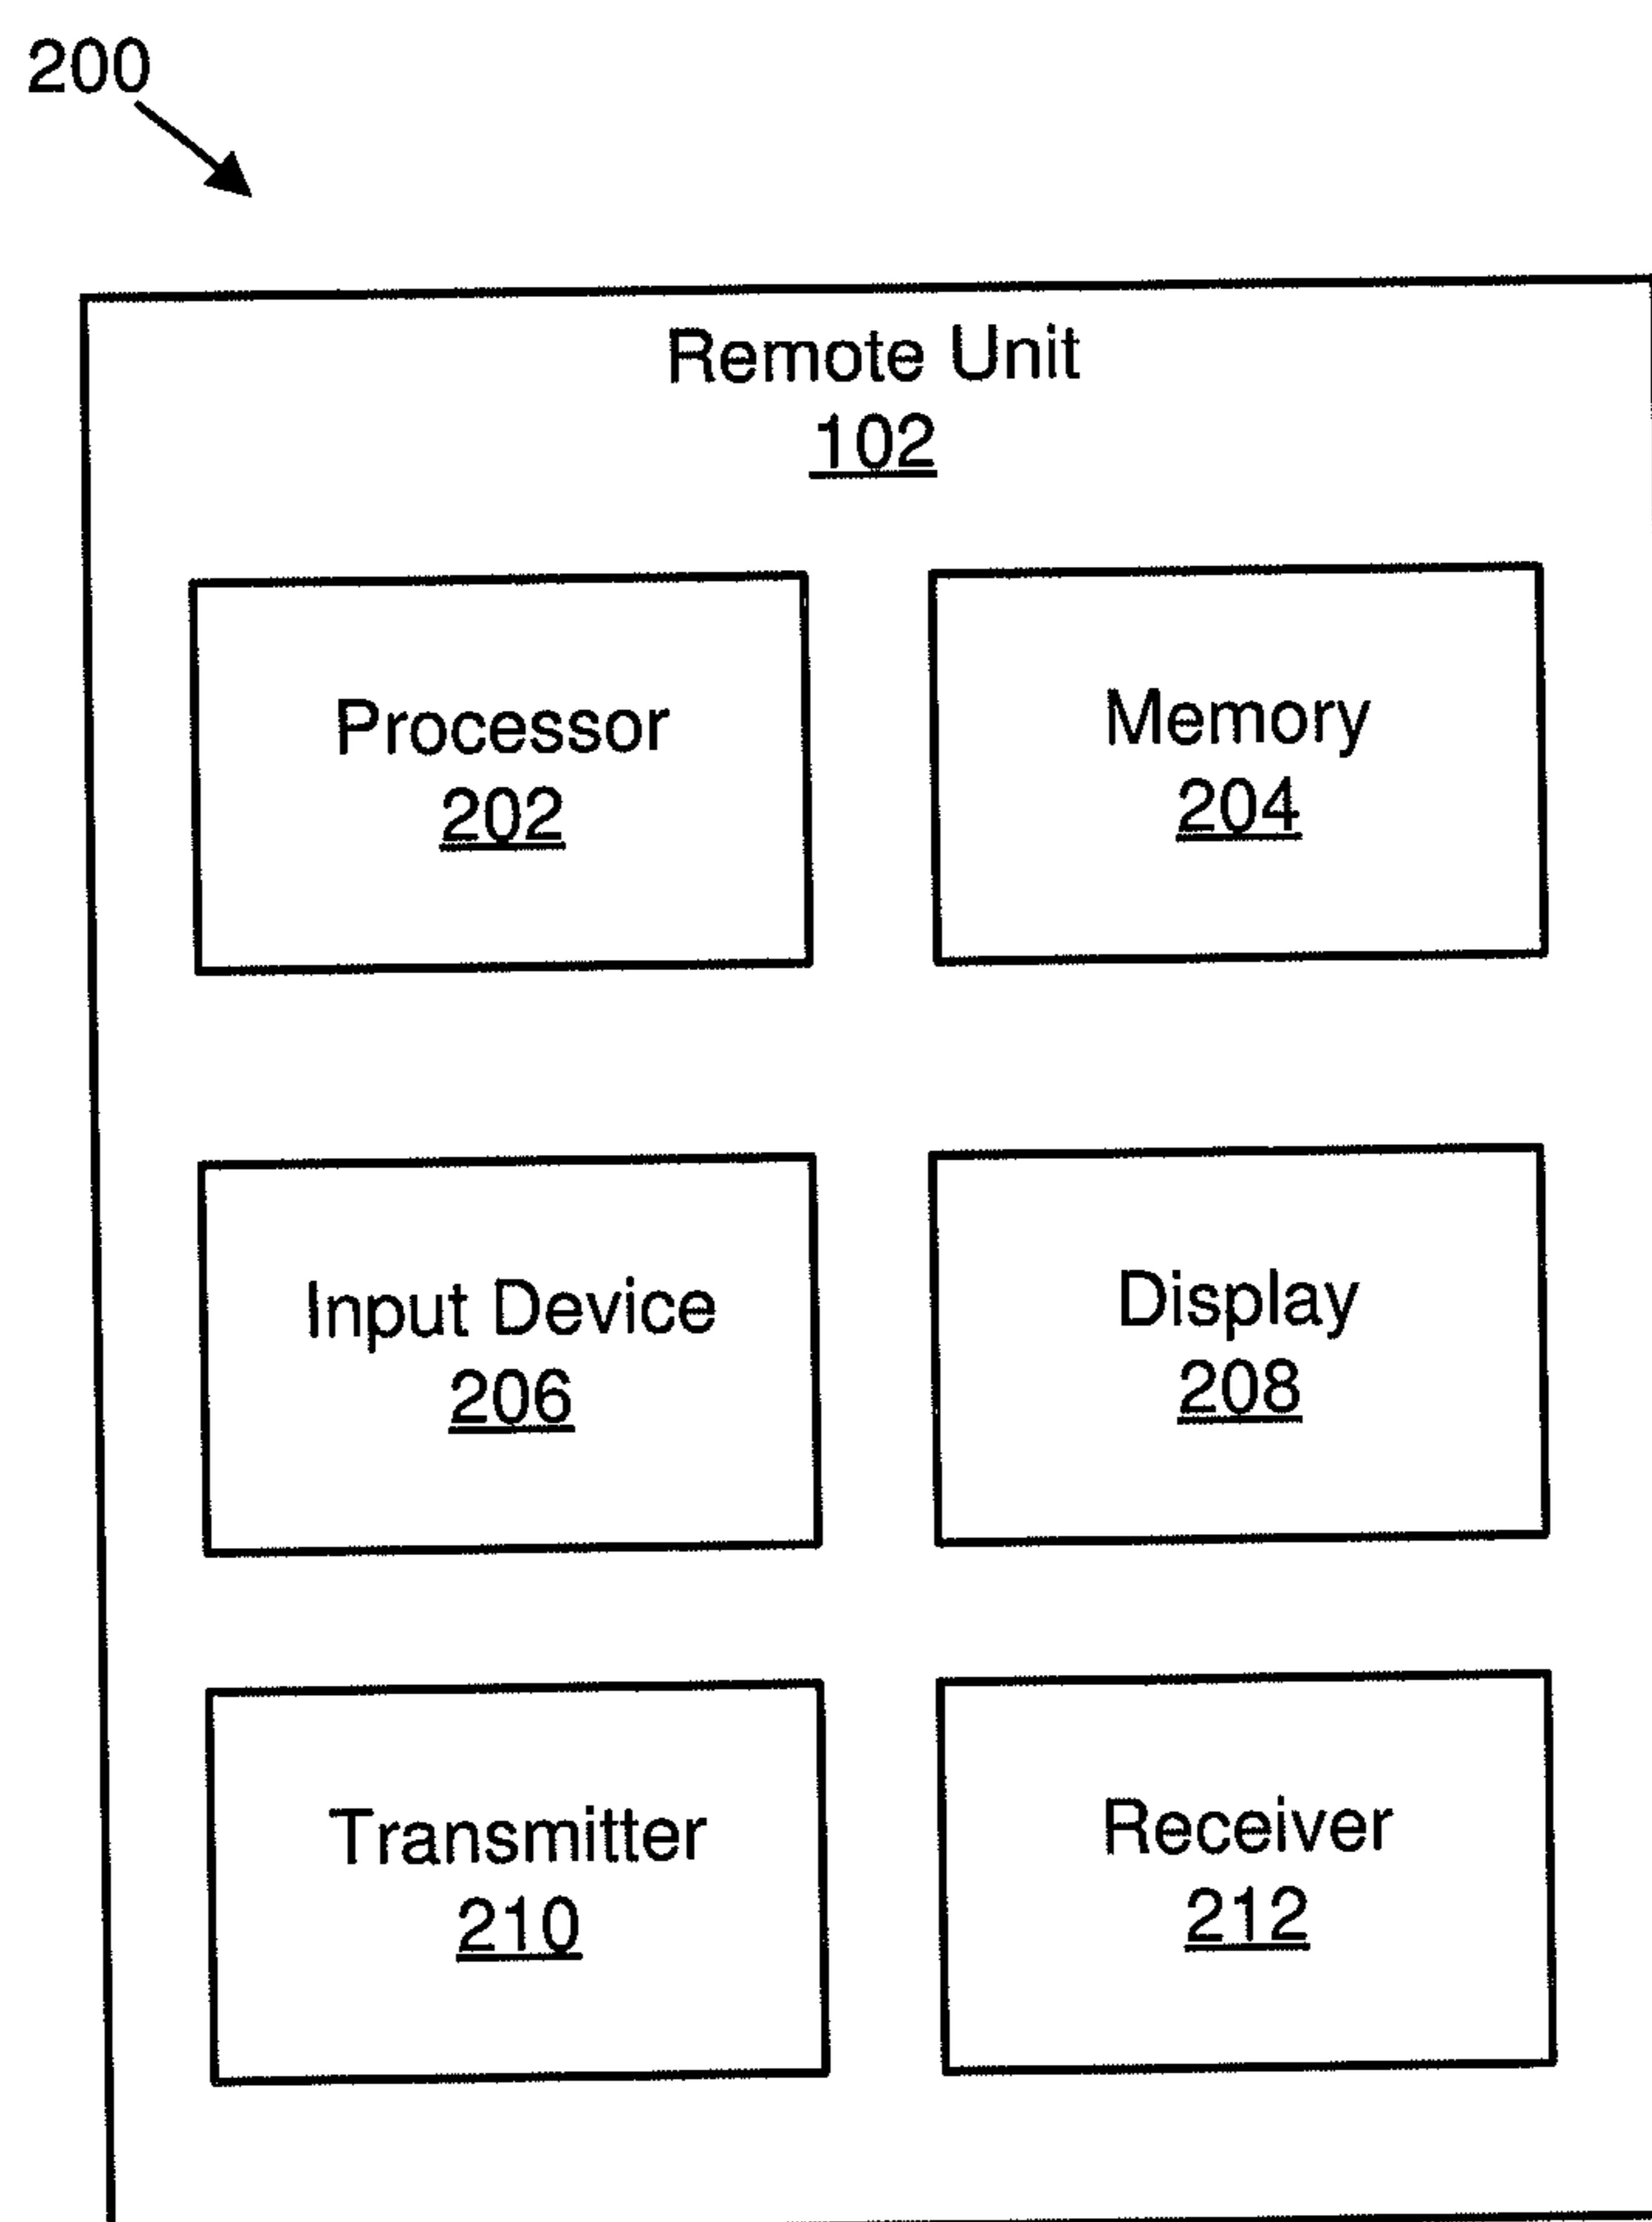 200
Remote Unit
102
Processor
202
Memory
204
Input Device
206
Display
208
Transmitter
210
Receiver
212